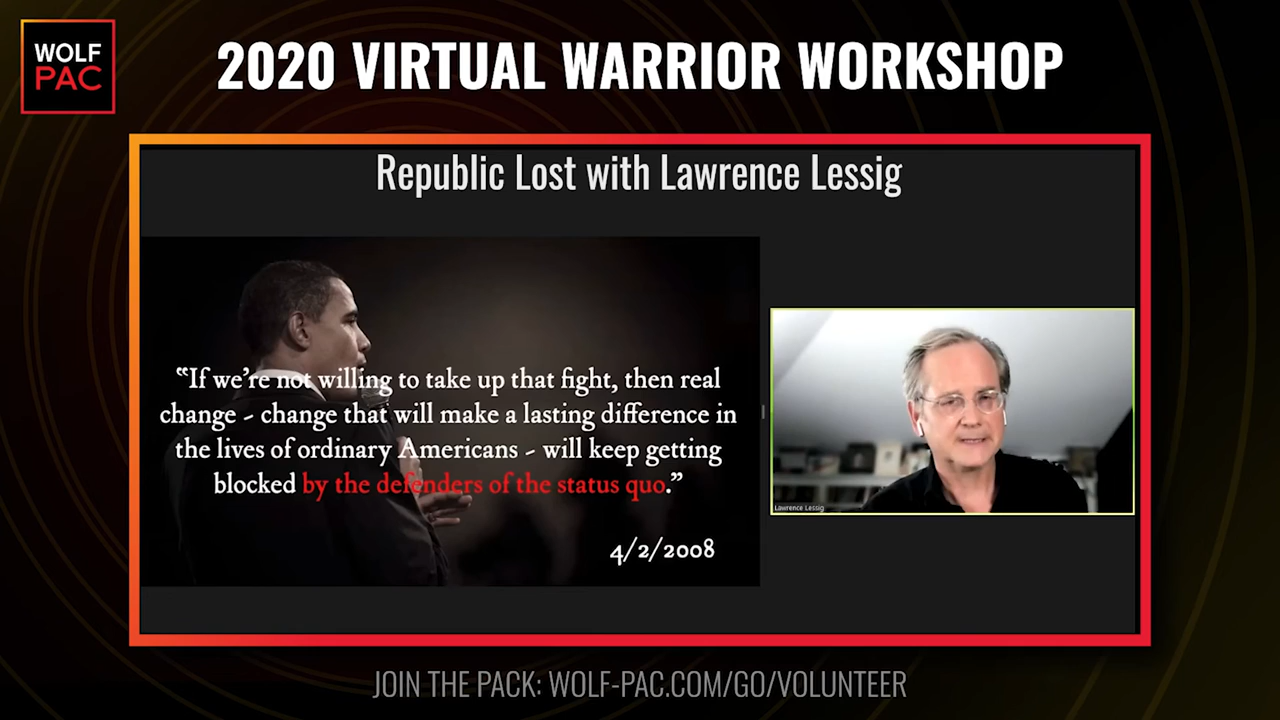 WOLF
PAC
2020 VIRTUAL WARRIOR WORKSHOP
Republic Lost with Lawrence Lessig
“If we’re not willing to take up that fight, then real
change - change that will make a lasting difference in
the lives of ordinary Americans - will keep getting
blocked by the defenders of the status quo.”
4/2/2008
Lawrence Lessig
JOIN THE PACK: WOLF-PAC.COM/GO/VOLUNTEER